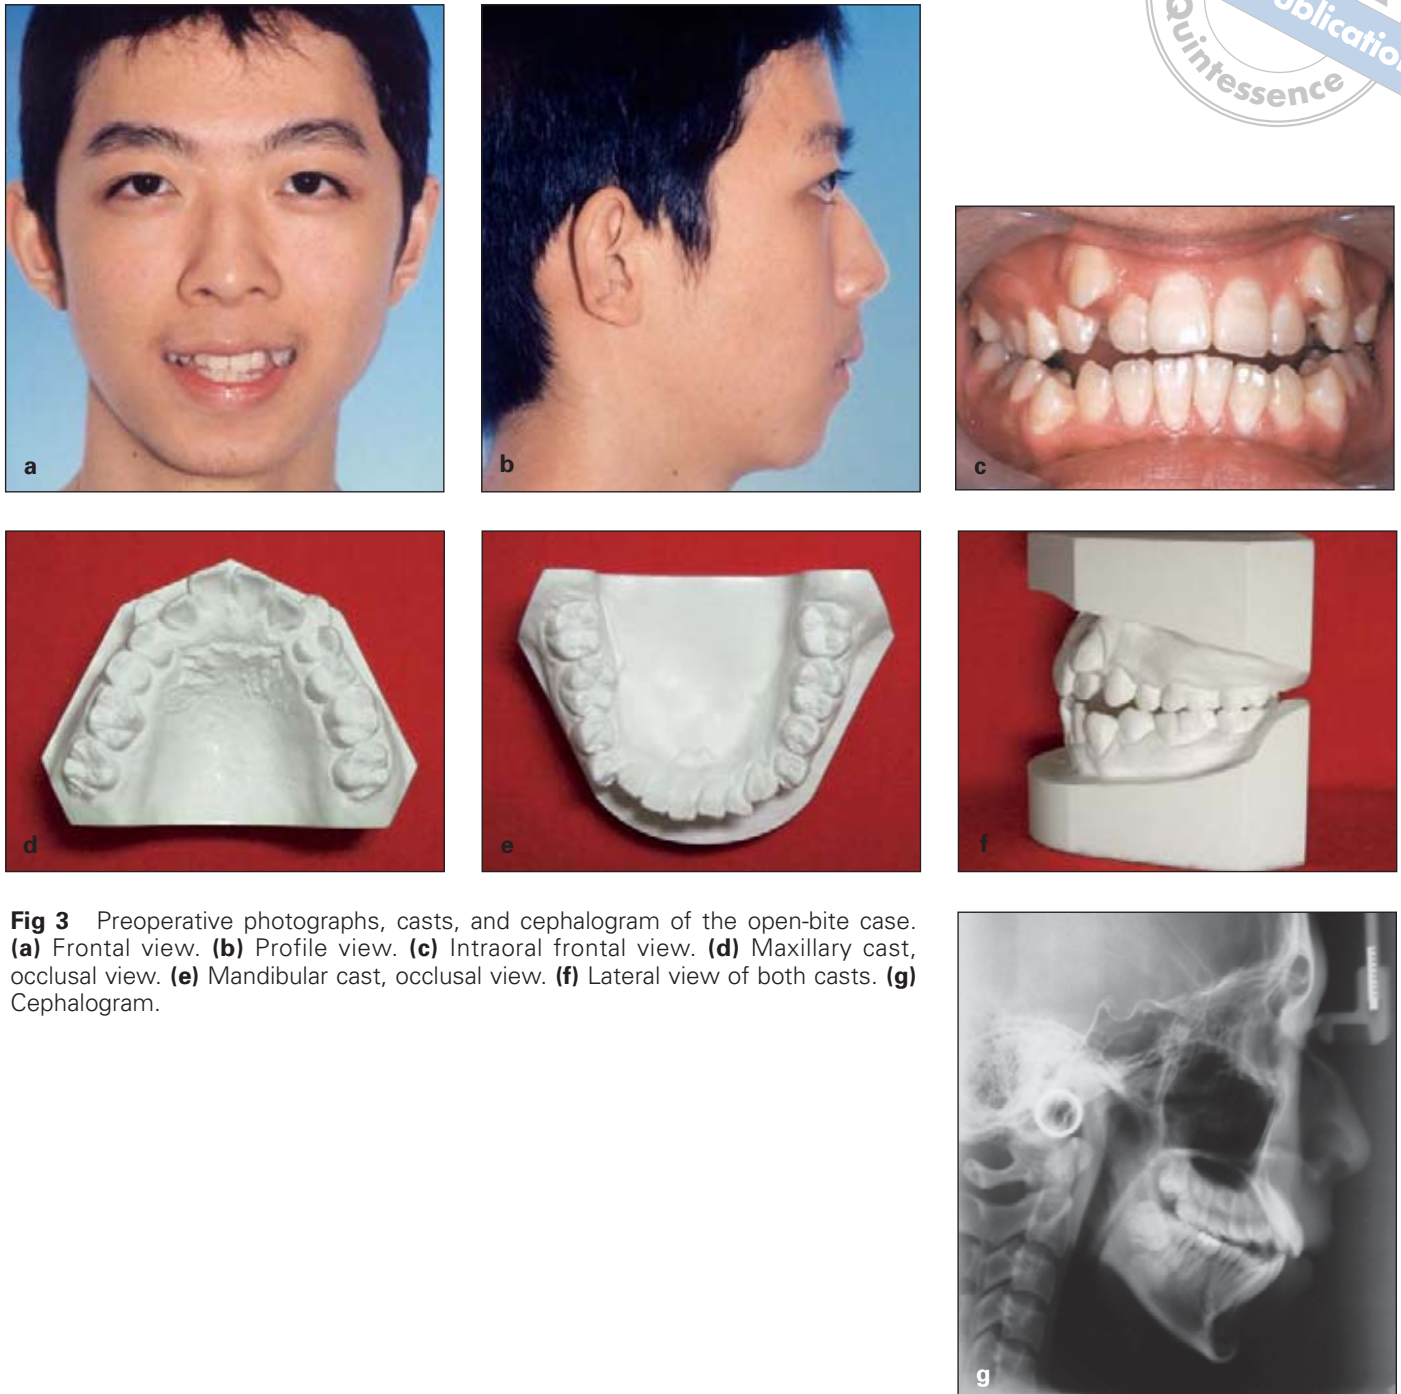 Publicatio
Quintessence
a
b
c
d
e
f
Fig 3 Preoperative photographs, casts, and cephalogram of the open-bite case.
(a) Frontal view. (b) Profile view. (c) Intraoral frontal view. (d) Maxillary cast,
occlusal view. (e) Mandibular cast, occlusal view. (f) Lateral view of both casts. (g)
Cephalogram.
g